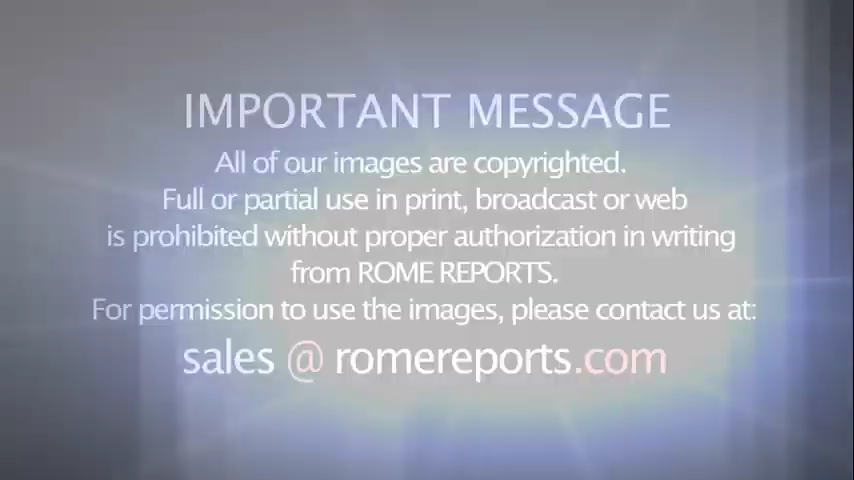 IMPORTANT MESSAGE
All of our images are copyrighted.
Full or partial use in print, broadcast or web
is prohibited without proper authorization in writing
from ROME REPORTS.
For permission to use the images, please contact us at:
sales @ romereports.com